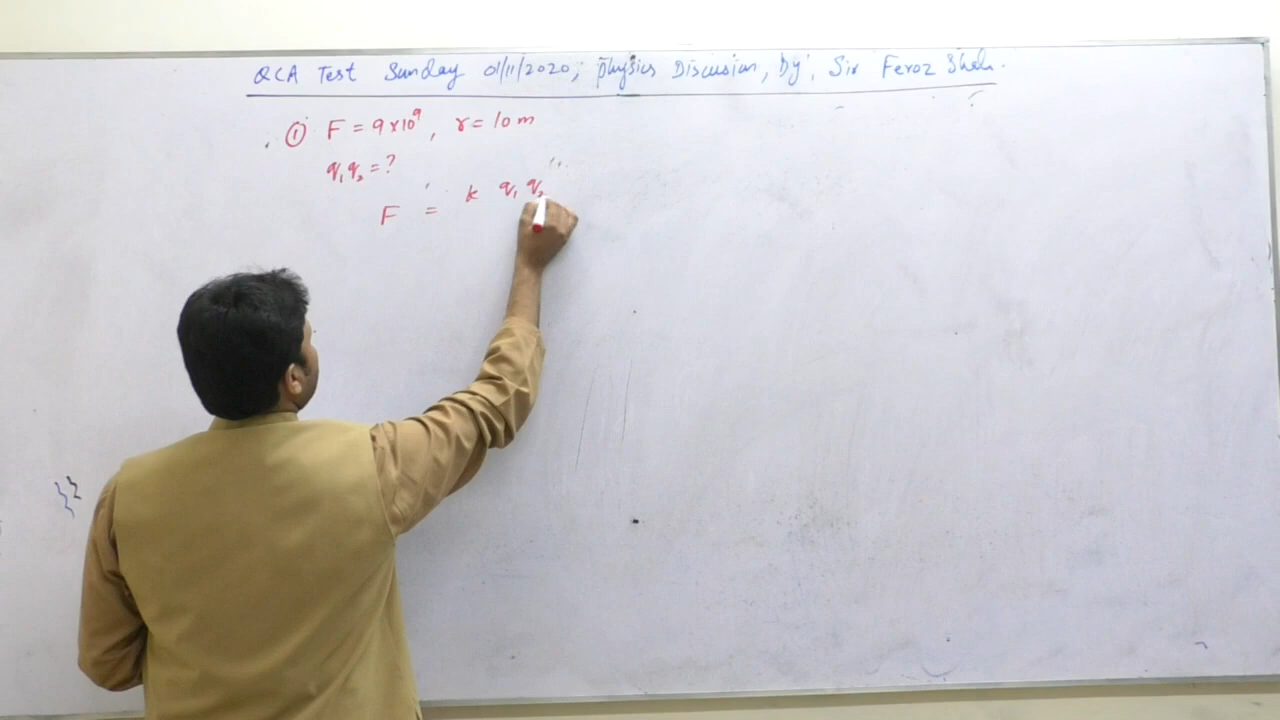 QCA Test Sunday 01/11/2020, Physics Discussion, by, Sir Feroz Shah.
① F = 9×10⁹, r = 10 m
q₁q₂ = ?
F = k q₁ q₂